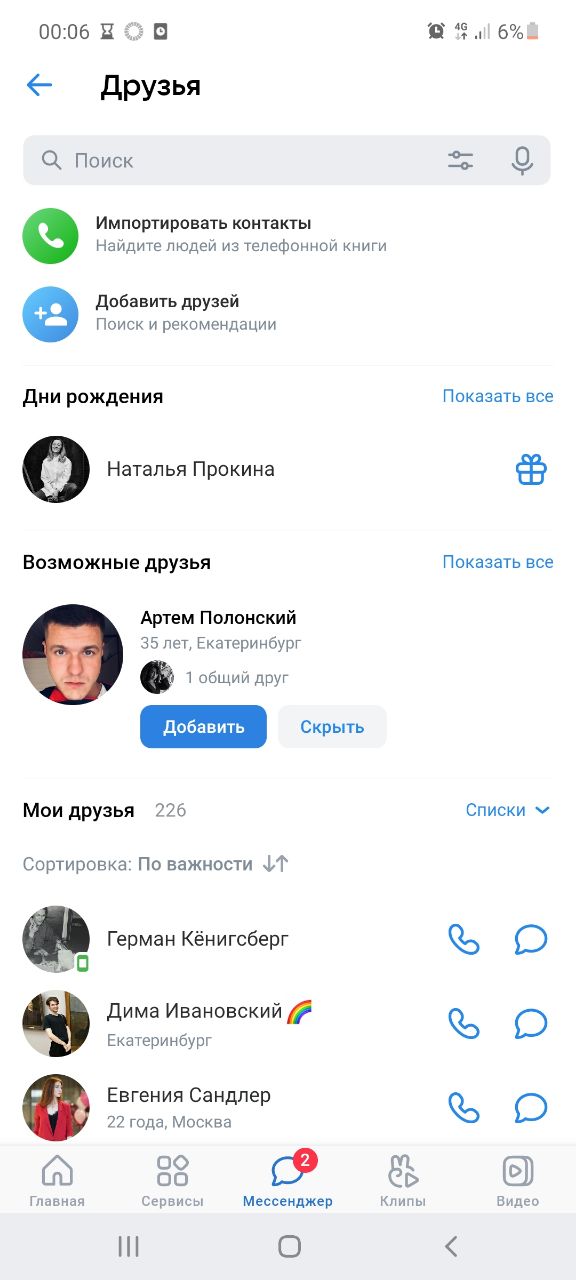 00:06 4G 6%
Друзья
Поиск
Импортировать контакты
Найдите людей из телефонной книги
Добавить друзей
Поиск и рекомендации
Дни рождения Показать все
Наталья Прокина
Возможные друзья Показать все
Артем Полонский
35 лет, Екатеринбург
1 общий друг
Добавить Скрыть
Мои друзья 226 Списки
Сортировка: По важности
Герман Кёнигсберг
Дима Ивановский🌈
Екатеринбург
Евгения Сандлер
22 года, Москва
2
Главная Сервисы Мессенджер Клипы Видео